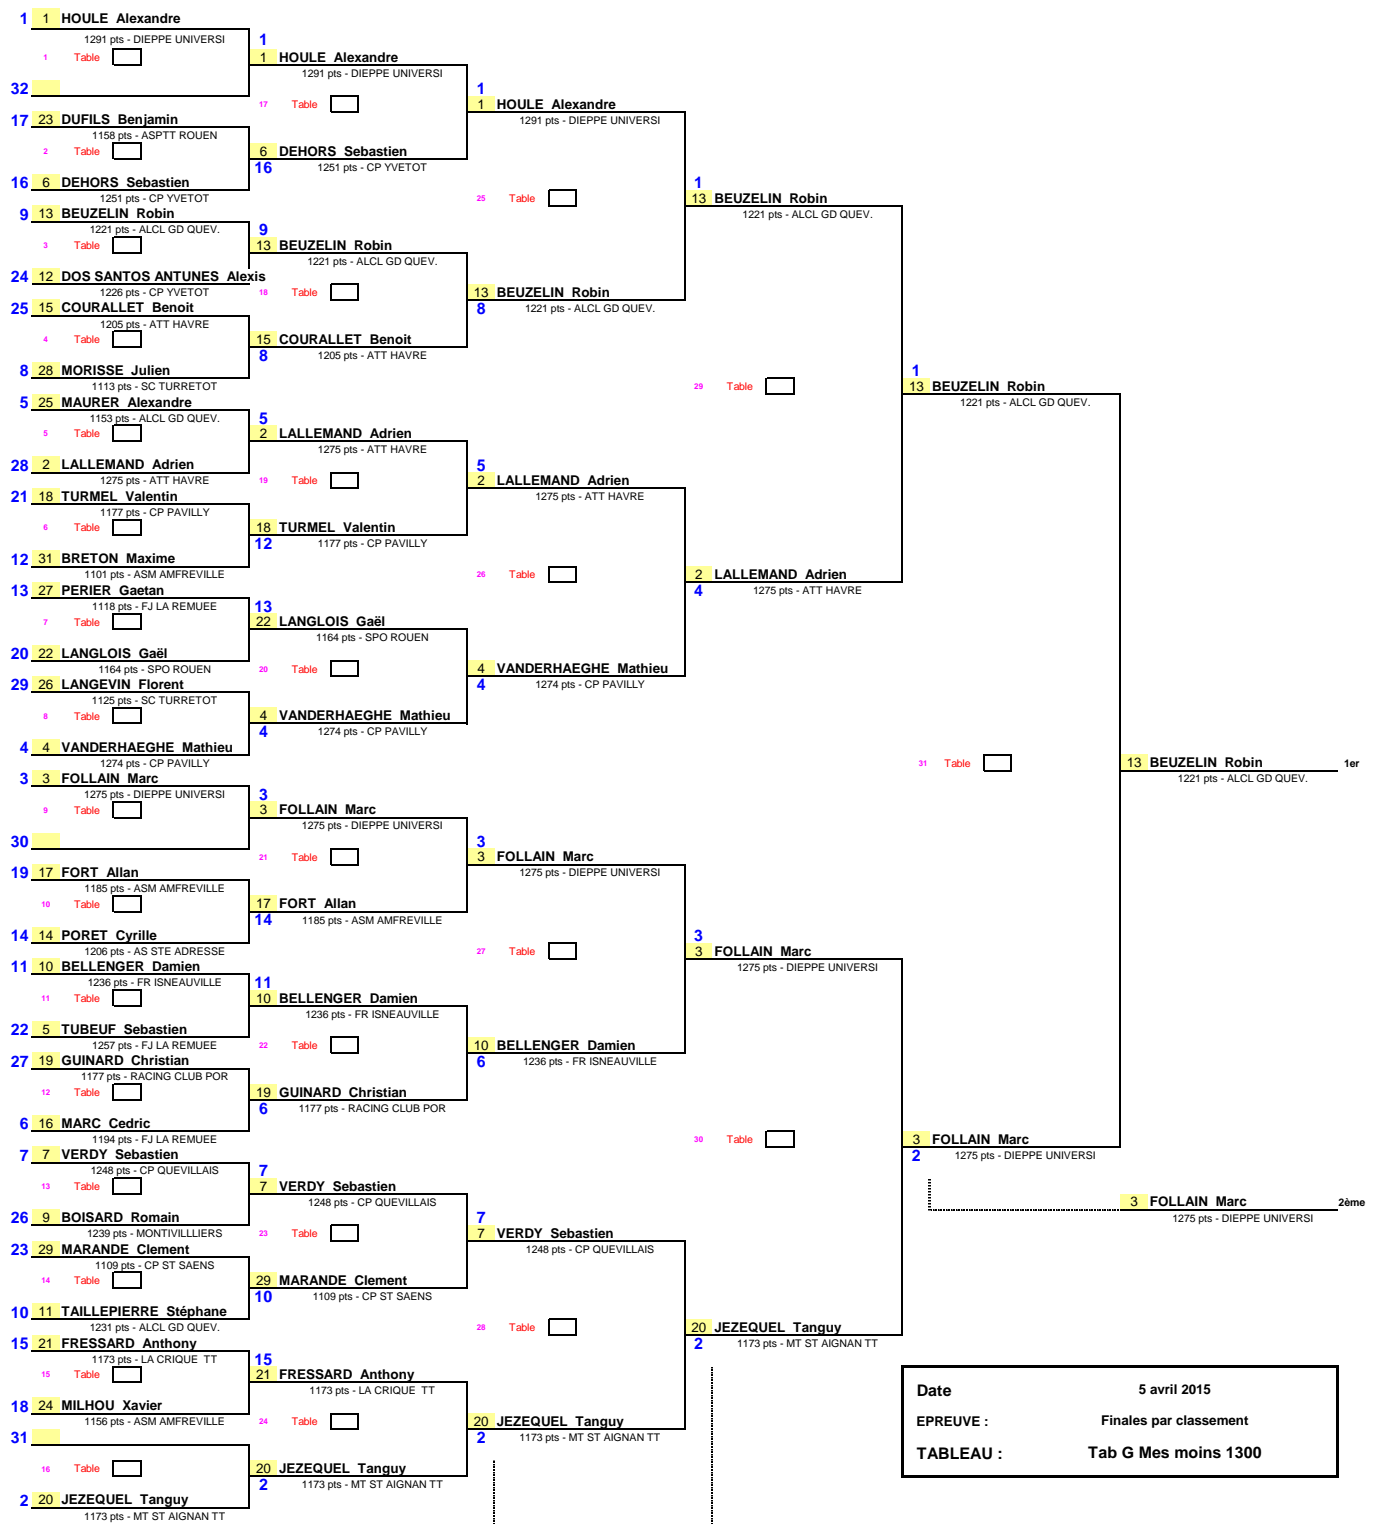 1 1 HOULE Alexandre
1291 pts - DIEPPE UNIVERSI
1 Table
32
17 23 DUFILS Benjamin
1158 pts - ASPTT ROUEN
2 Table
16 6 DEHORS Sebastien
1251 pts - CP YVETOT
9 13 BEUZELIN Robin
1221 pts - ALCL GD QUEV.
3 Table
24 12 DOS SANTOS ANTUNES Alexis
1226 pts - CP YVETOT
25 15 COURALLET Benoit
1205 pts - ATT HAVRE
4 Table
8 28 MORISSE Julien
1113 pts - SC TURRETOT
5 25 MAURER Alexandre
1153 pts - ALCL GD QUEV.
5 Table
28 2 LALLEMAND Adrien
1275 pts - ATT HAVRE
21 18 TURMEL Valentin
1177 pts - CP PAVILLY
6 Table
12 31 BRETON Maxime
1101 pts - ASM AMFREVILLE
13 27 PERIER Gaetan
1118 pts - FJ LA REMUEE
7 Table
20 22 LANGLOIS Gaël
1164 pts - SPO ROUEN
29 26 LANGEVIN Florent
1125 pts - SC TURRETOT
8 Table
4 4 VANDERHAEGHE Mathieu
1274 pts - CP PAVILLY
3 3 FOLLAIN Marc
1275 pts - DIEPPE UNIVERSI
9 Table
30
19 17 FORT Allan
1185 pts - ASM AMFREVILLE
10 Table
14 14 PORET Cyrille
1206 pts - AS STE ADRESSE
11 10 BELLENGER Damien
1236 pts - FR ISNEAUVILLE
11 Table
22 5 TUBEUF Sebastien
1257 pts - FJ LA REMUEE
27 19 GUINARD Christian
1177 pts - RACING CLUB POR
12 Table
6 16 MARC Cedric
1194 pts - FJ LA REMUEE
7 7 VERDY Sebastien
1248 pts - CP QUEVILLAIS
13 Table
26 9 BOISARD Romain
1239 pts - MONTIVILLLIERS
23 29 MARANDE Clement
1109 pts - CP ST SAENS
14 Table
10 11 TAILLEPIERRE Stéphane
1231 pts - ALCL GD QUEV.
15 21 FRESSARD Anthony
1173 pts - LA CRIQUE TT
15 Table
18 24 MILHOU Xavier
1156 pts - ASM AMFREVILLE
31
16 Table
2 20 JEZEQUEL Tanguy
1173 pts - MT ST AIGNAN TT
1
1 HOULE Alexandre
1291 pts - DIEPPE UNIVERSI
17 Table
6 DEHORS Sebastien
16 1251 pts - CP YVETOT
9
13 BEUZELIN Robin
1221 pts - ALCL GD QUEV.
18 Table
15 COURALLET Benoit
8 1205 pts - ATT HAVRE
5
2 LALLEMAND Adrien
1275 pts - ATT HAVRE
19 Table
18 TURMEL Valentin
12 1177 pts - CP PAVILLY
13
22 LANGLOIS Gaël
1164 pts - SPO ROUEN
20 Table
4 VANDERHAEGHE Mathieu
4 1274 pts - CP PAVILLY
3
3 FOLLAIN Marc
1275 pts - DIEPPE UNIVERSI
21 Table
17 FORT Allan
14 1185 pts - ASM AMFREVILLE
11
10 BELLENGER Damien
1236 pts - FR ISNEAUVILLE
22 Table
19 GUINARD Christian
6 1177 pts - RACING CLUB POR
7
7 VERDY Sebastien
1248 pts - CP QUEVILLAIS
23 Table
29 MARANDE Clement
10 1109 pts - CP ST SAENS
15
21 FRESSARD Anthony
1173 pts - LA CRIQUE TT
24 Table
20 JEZEQUEL Tanguy
2 1173 pts - MT ST AIGNAN TT
1
1 HOULE Alexandre
1291 pts - DIEPPE UNIVERSI
25 Table
13 BEUZELIN Robin
8 1221 pts - ALCL GD QUEV.
5
2 LALLEMAND Adrien
1275 pts - ATT HAVRE
26 Table
4 VANDERHAEGHE Mathieu
4 1274 pts - CP PAVILLY
3
3 FOLLAIN Marc
1275 pts - DIEPPE UNIVERSI
27 Table
10 BELLENGER Damien
6 1236 pts - FR ISNEAUVILLE
7
7 VERDY Sebastien
1248 pts - CP QUEVILLAIS
28 Table
20 JEZEQUEL Tanguy
2 1173 pts - MT ST AIGNAN TT
1
13 BEUZELIN Robin
1221 pts - ALCL GD QUEV.
29 Table
2 LALLEMAND Adrien
4 1275 pts - ATT HAVRE
3
3 FOLLAIN Marc
1275 pts - DIEPPE UNIVERSI
30 Table
20 JEZEQUEL Tanguy
2 1173 pts - MT ST AIGNAN TT
1
13 BEUZELIN Robin
1221 pts - ALCL GD QUEV.
31 Table
3 FOLLAIN Marc
2 1275 pts - DIEPPE UNIVERSI
13 BEUZELIN Robin 1er
1221 pts - ALCL GD QUEV.
3 FOLLAIN Marc 2ème
1275 pts - DIEPPE UNIVERSI
Date 5 avril 2015
EPREUVE : Finales par classement
TABLEAU : Tab G Mes moins 1300